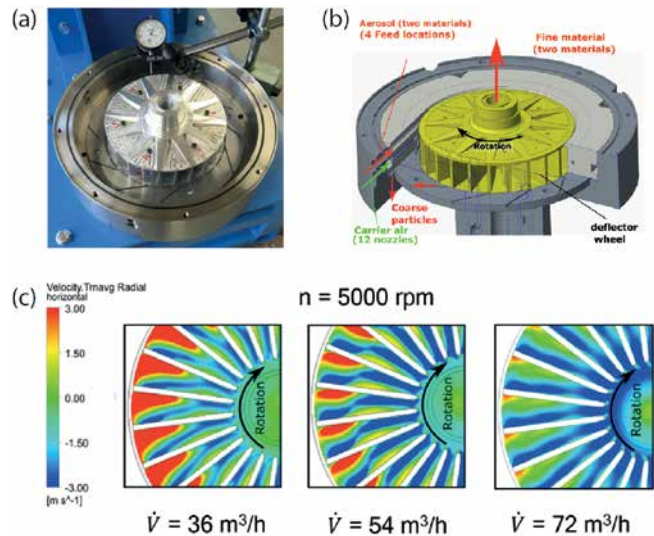 (a)
(b)
Aerosol (two materials)
(4 Feed locations)
Fine material
(two materials)
Rotation
Coarse
particles
Carrier air
(12 nozzles)
deflector
wheel
(c)
Velocity.Trnavg Radial
horizontal
n = 5000 rpm
3.00
1.50
0.00
-1.50
-3.00
[m s^-1]
Rotation
Rotation
Rotation
V̇ = 36 m³/h
V̇ = 54 m³/h
V̇ = 72 m³/h